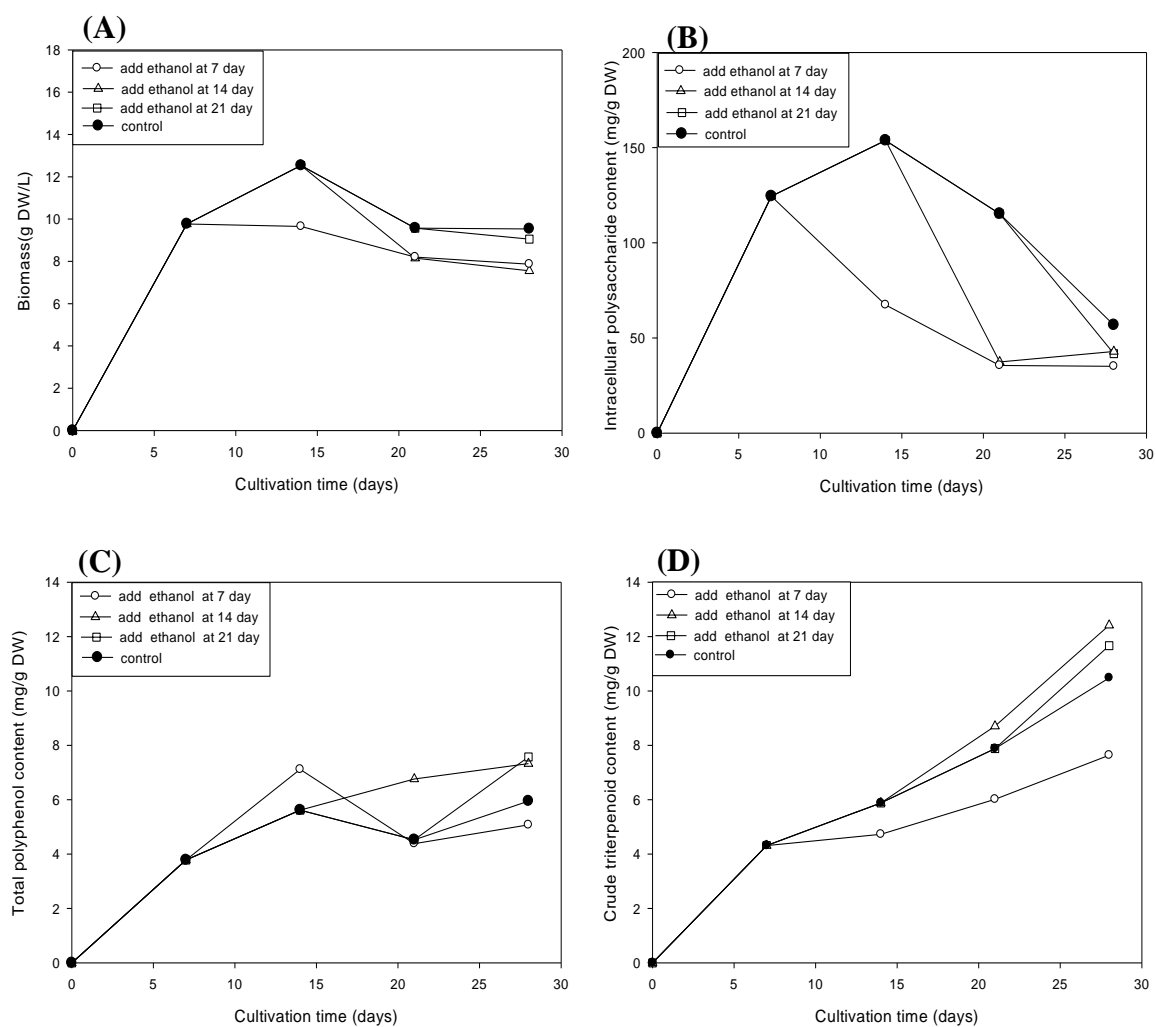 (A)
18
16
14
12
10
8
6
4
2
0
Biomass(g DW/L)
add ethanol at 7 day
add ethanol at 14 day
add ethanol at 21 day
control
0 5 10 15 20 25 30
Cultivation time (days)
(B)
200
150
100
50
0
Intracellular polysaccharide content (mg/g DW)
add ethanol at 7 day
add ethanol at 14 day
add ethanol at 21 day
control
0 5 10 15 20 25 30
Cultivation time (days)
(C)
14
12
10
8
6
4
2
0
Total polyphenol content (mg/g DW)
add ethanol at 7 day
add ethanol at 14 day
add ethanol at 21 day
control
0 5 10 15 20 25 30
Cultivation time (days)
(D)
14
12
10
8
6
4
2
0
Crude triterpenoid content (mg/g DW)
add ethanol at 7 day
add ethanol at 14 day
add ethanol at 21 day
control
0 5 10 15 20 25 30
Cultivation time (days)